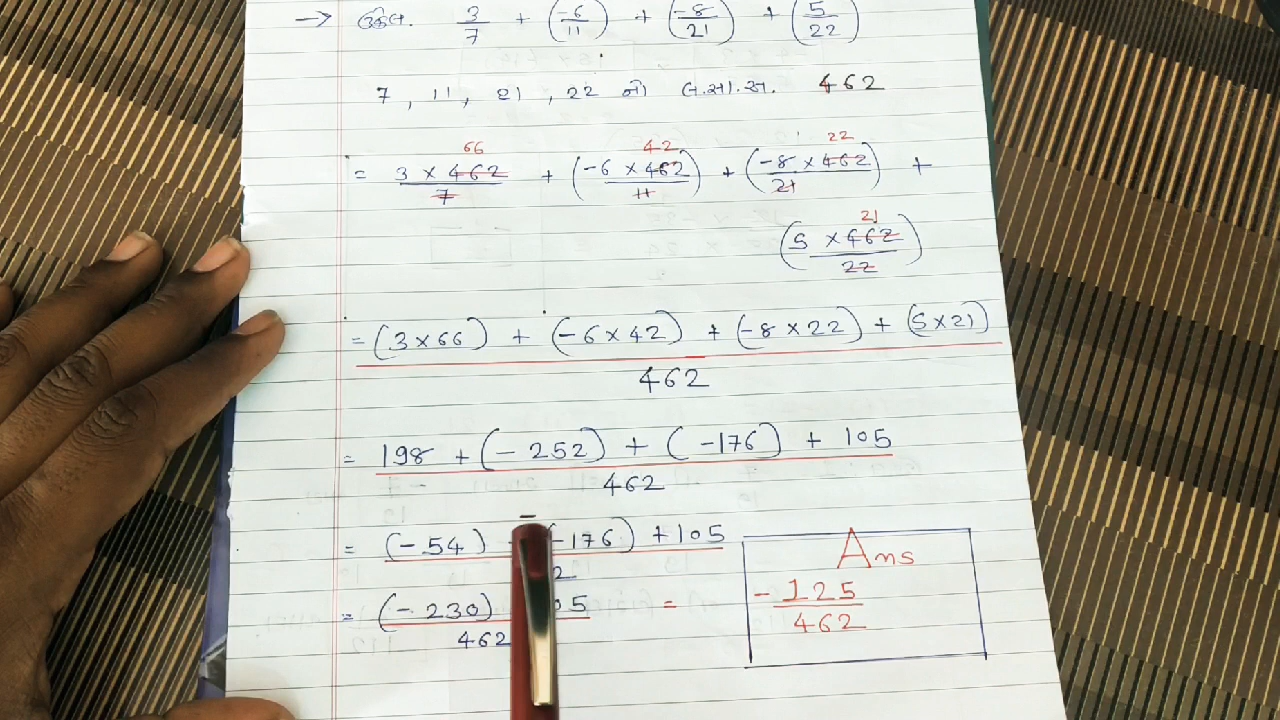 → ઉકેલ. 3/7 + (-6/11) + (-8/21) + (5/22)
7, 11, 21, 22 નો લ.સા.અ. 462
66 42 22
= 3 × 462/7 + (-6 × 462/11) + (-8 × 462/21) +
21
(5 × 462/22)
= (3×66) + (-6×42) + (-8×22) + (5×21)
462
= 198 + (-252) + (-176) + 105
462
= (-54) (-176) + 105
2
= (-230) 05 =
462
Ans
-125
462